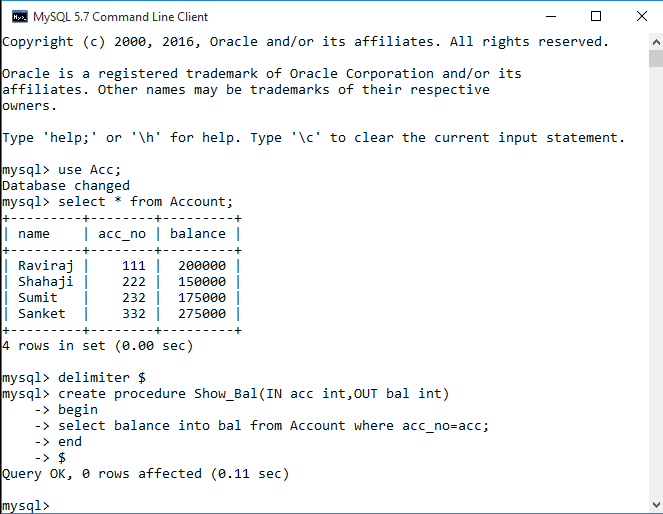 MySQL 5.7 Command Line Client
Copyright (c) 2000, 2016, Oracle and/or its affiliates. All rights reserved.
Oracle is a registered trademark of Oracle Corporation and/or its
affiliates. Other names may be trademarks of their respective
owners.
Type 'help;' or '\h' for help. Type '\c' to clear the current input statement.
mysql> use Acc;
Database changed
mysql> select * from Account;
+---------+--------+---------+
| name    | acc_no | balance |
+---------+--------+---------+
| Raviraj |    111 |  200000 |
| Shahaji |    222 |  150000 |
| Sumit   |    232 |  175000 |
| Sanket  |    332 |  275000 |
+---------+--------+---------+
4 rows in set (0.00 sec)
mysql> delimiter $
mysql> create procedure Show_Bal(IN acc int,OUT bal int)
    -> begin
    -> select balance into bal from Account where acc_no=acc;
    -> end
    -> $
Query OK, 0 rows affected (0.11 sec)
mysql>